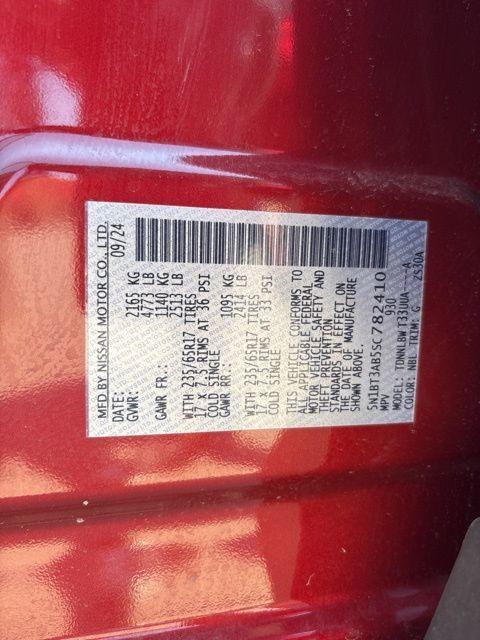 MFD BY NISSAN MOTOR CO., LTD.
DATE: 09/24
GVWR: 2165 KG
4773 LB
GAWR FR.: 1140 KG
2513 LB
WITH 235/65R17 TIRES
17 X 7.5 RIMS AT 36 PSI
COLD SINGLE
GAWR RR.: 1095 KG
2414 LB
WITH 235/65R17 TIRES
17 X 7.5 RIMS AT 33 PSI
COLD SINGLE
THIS VEHICLE CONFORMS TO
ALL APPLICABLE FEDERAL
MOTOR VEHICLE SAFETY AND
THEFT PREVENTION
STANDARDS IN EFFECT ON
THE DATE OF MANUFACTURE
SHOWN ABOVE.
5N1BT3AB5SC782410
MPV 930
MODEL: TDNNLBW T33UUA----A
COLOR: NBL TRIM: G